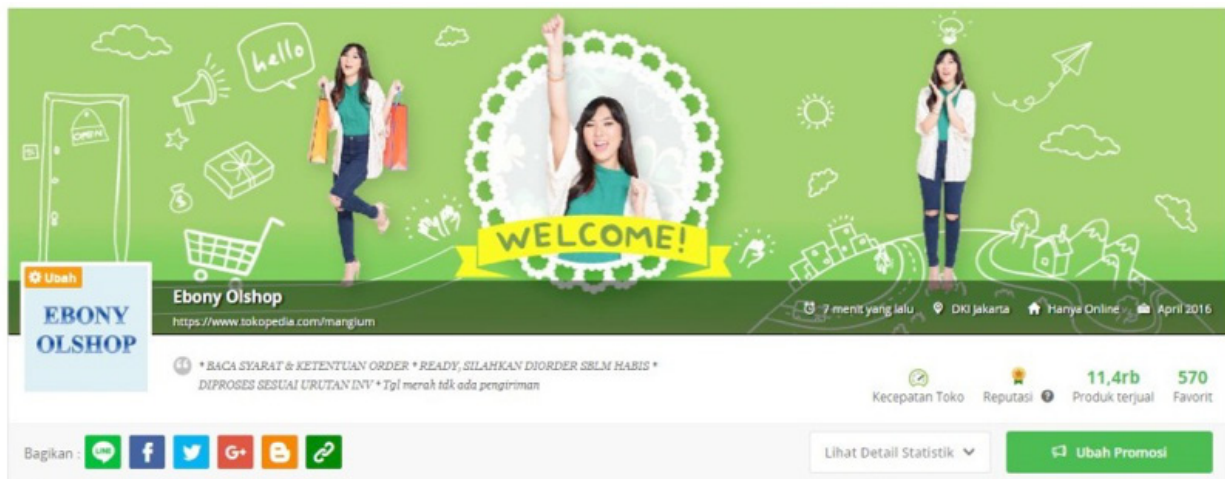 hello
OPEN
WELCOME!
Ubah
EBONY
OLSHOP
Ebony Olshop
https://www.tokopedia.com/mangium
7 menit yang lalu DKI Jakarta Hanya Online April 2016
* BACA SYARAT & KETENTUAN ORDER * READY, SILAHKAN DIORDER SBLM HABIS *
DIPROSES SESUAI URUTAN INV * Tgl merah tdk ada pengiriman
Kecepatan Toko
Reputasi
11,4rb
Produk terjual
570
Favorit
Bagikan : LINE f G+ B
Lihat Detail Statistik
Ubah Promosi